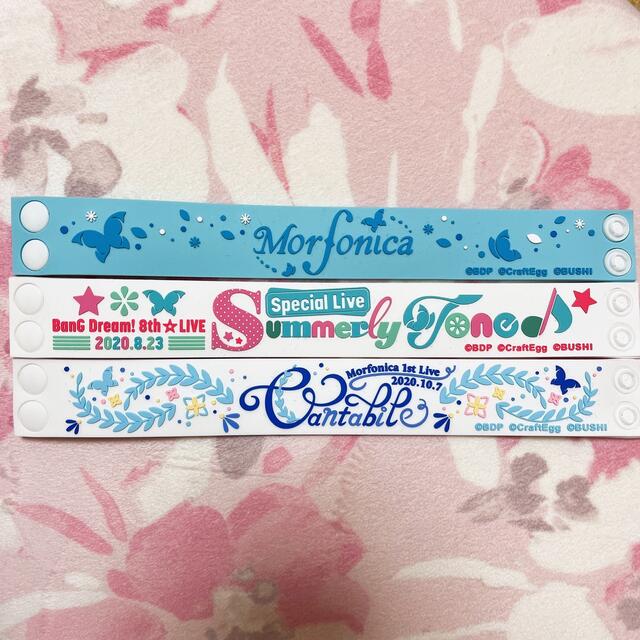 Morfonica
©BDP ©CraftEgg ©BUSHI
Special Live
BanG Dream! 8th☆LIVE
2020.8.23
Summerly Tone♪☆
©BDP ©CraftEgg ©BUSHI
Morfonica 1st Live
2020.10.7
Cantabile
©BDP ©CraftEgg ©BUSHI